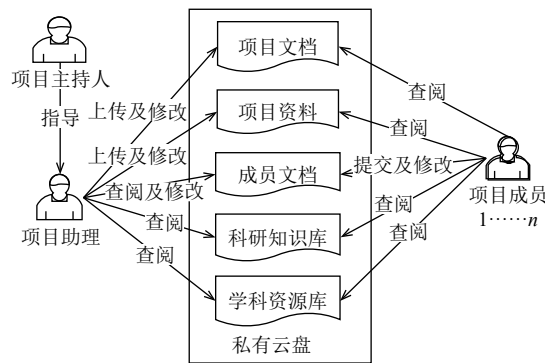 项目文档
项目主持人
查阅
指导
上传及修改
项目资料
查阅
上传及修改
提交及修改
成员文档
查阅及修改
项目成员
1……n
项目助理
查阅
科研知识库
查阅
查阅
查阅
学科资源库
私有云盘